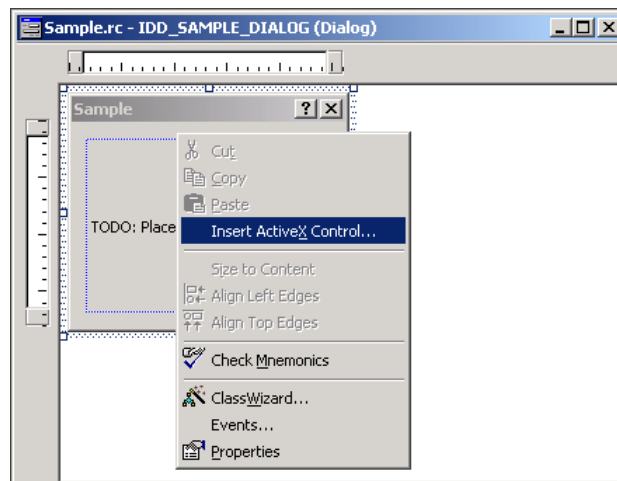 Sample.rc - IDD_SAMPLE_DIALOG (Dialog)
Sample
TODO: Place
Cut
Copy
Paste
Insert ActiveX Control...
Size to Content
Align Left Edges
Align Top Edges
Check Mnemonics
ClassWizard...
Events...
Properties